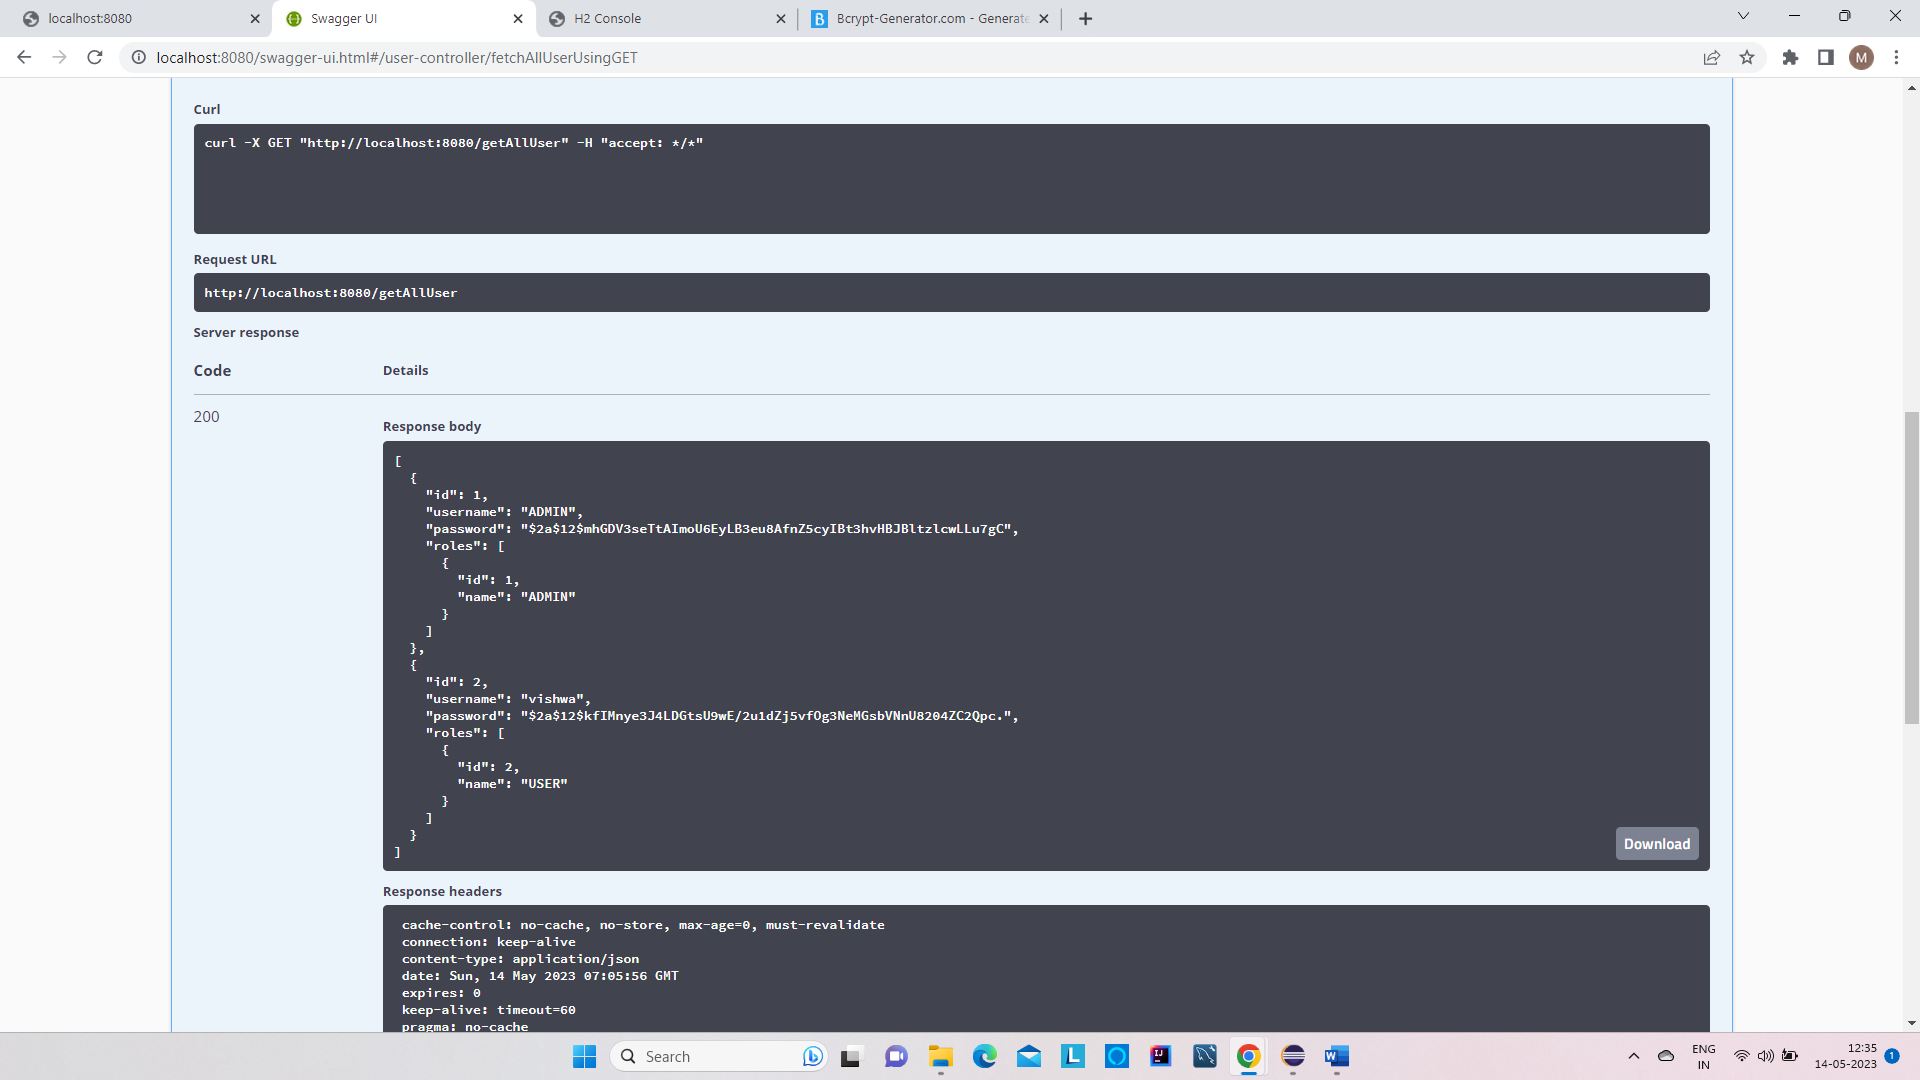 localhost:8080
Swagger UI
H2 Console
Bcrypt-Generator.com - Generate
localhost:8080/swagger-ui.html#/user-controller/fetchAllUserUsingGET
M
Curl
curl -X GET "http://localhost:8080/getAllUser" -H "accept: */*"
Request URL
http://localhost:8080/getAllUser
Server response
Code
Details
200
Response body
[
  {
    "id": 1,
    "username": "ADMIN",
    "password": "$2a$12$mhGDV3seTtAImoU6EyLB3eu8AfnZ5cyIBt3hvHBJBltzlcwLLu7gC",
    "roles": [
      {
        "id": 1,
        "name": "ADMIN"
      }
    ]
  },
  {
    "id": 2,
    "username": "vishwa",
    "password": "$2a$12$kfIMnye3J4LDGtsU9wE/2u1dZj5vfOg3NeMGsbVNnU8204ZC2Qpc.",
    "roles": [
      {
        "id": 2,
        "name": "USER"
      }
    ]
  }
]
Download
Response headers
cache-control: no-cache, no-store, max-age=0, must-revalidate
connection: keep-alive
content-type: application/json
date: Sun, 14 May 2023 07:05:56 GMT
expires: 0
keep-alive: timeout=60
pragma: no-cache
Search
ENG
IN
12:35
14-05-2023
1